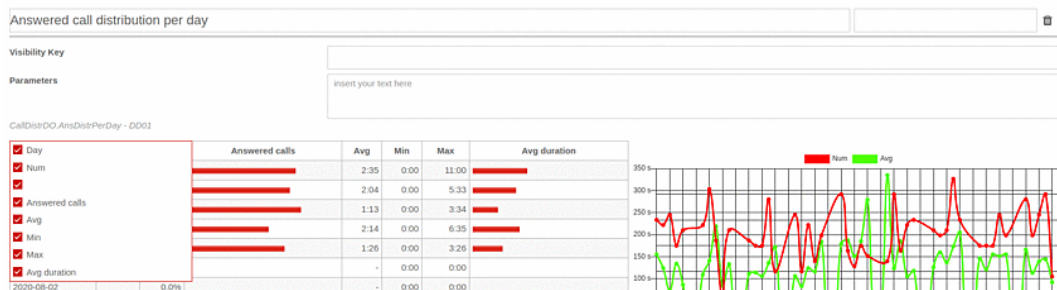 Answered call distribution per day
Visibility Key
Parameters
insert your text here
CallDistrDO.AnsDistrPerDay - DD01
Day
Num
Answered calls
Avg
Min
Max
Avg duration
Answered calls Avg Min Max Avg duration
2:35 0:00 11:00
2:04 0:00 5:33
1:13 0:00 3:34
2:14 0:00 6:35
1:26 0:00 3:26
- 0:00 0:00
2020-08-02 0.0% - 0:00 0:00
Num Avg
350 s
300 s
250 s
200 s
150 s
100 s